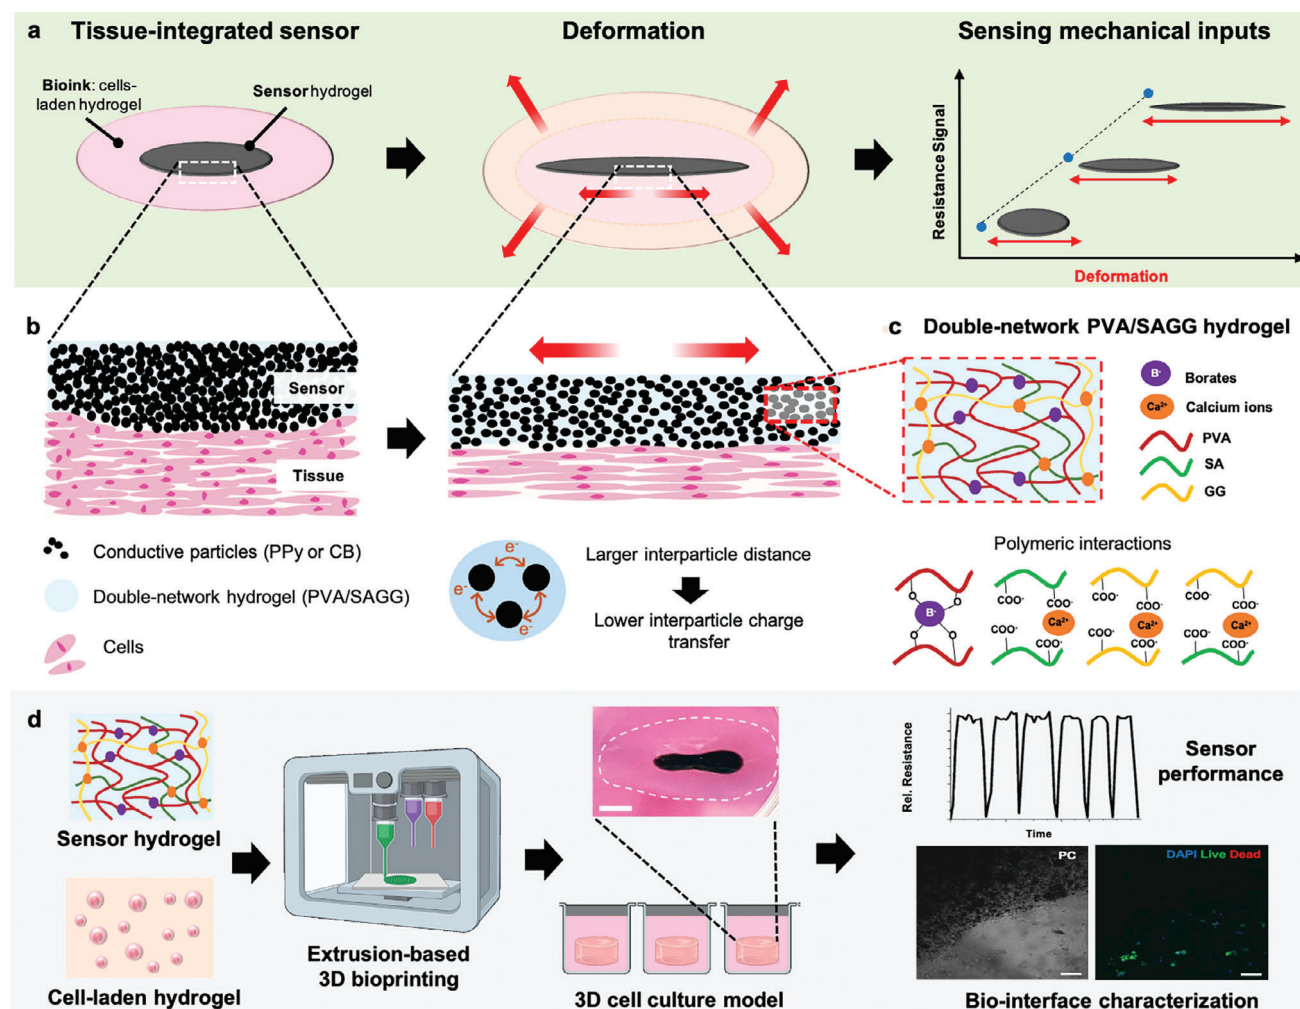 a
Tissue-integrated sensor
Deformation
Sensing mechanical inputs
Bioink: cells-
laden hydrogel
Sensor hydrogel
Resistance Signal
Deformation
b
Sensor
Tissue
Conductive particles (PPy or CB)
Double-network hydrogel (PVA/SAGG)
Cells
e-
e-
e-
Larger interparticle distance
Lower interparticle charge
transfer
c
Double-network PVA/SAGG hydrogel
B-
Borates
Ca2+
Calcium ions
PVA
SA
GG
Polymeric interactions
O
O
B-
O
O
COO-
COO-
Ca2+
COO-
COO-
COO-
COO-
Ca2+
COO-
COO-
COO-
COO-
Ca2+
COO-
COO-
d
Sensor hydrogel
Cell-laden hydrogel
Extrusion-based
3D bioprinting
3D cell culture model
Rel. Resistance
Time
Sensor
performance
PC
DAPI Live Dead
Bio-interface characterization